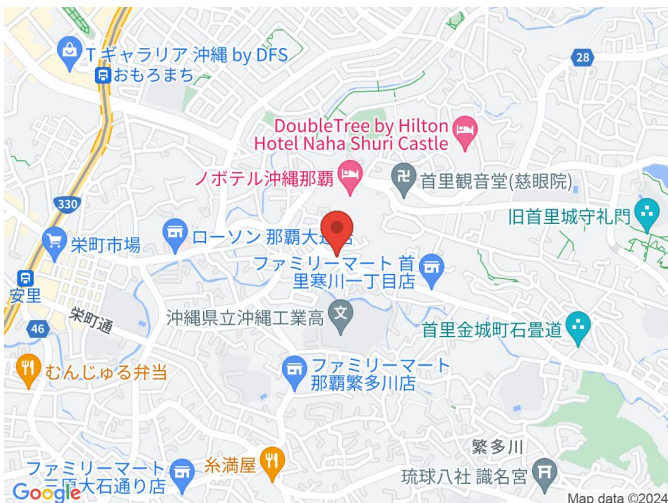 T ギャラリア 沖縄 by DFS
おもろまち
28
DoubleTree by Hilton
Hotel Naha Shuri Castle
ノボテル沖縄那覇
首里観音堂(慈眼院)
330
旧首里城守礼門
ローソン 那覇大道店
栄町市場
ファミリーマート 首
里寒川一丁目店
安里
栄町通
沖縄県立沖縄工業高
46
首里金城町石畳道
ファミリーマート
那覇繁多川店
むんじゅる弁当
繁多川
糸満屋
ファミリーマート
三原大石通り店
琉球八社 識名宮
Google
Map data ©2024